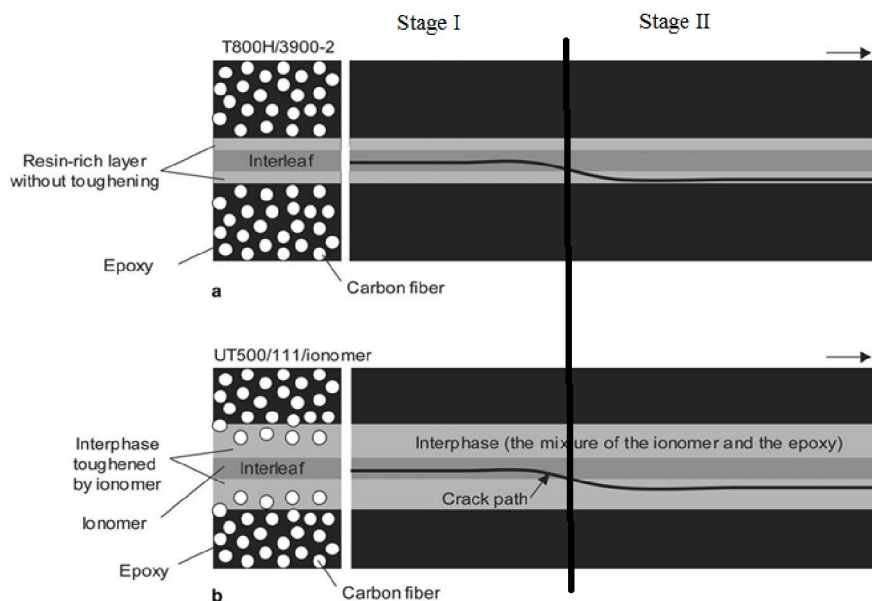 Stage I
Stage II
T800H/3900-2
Resin-rich layer
without toughening
Interleaf
Epoxy
Carbon fiber
a
UT500/111/ionomer
Interphase
toughened
by ionomer
Interphase (the mixture of the ionomer and the epoxy)
Interleaf
Crack path
Ionomer
Epoxy
Carbon fiber
b